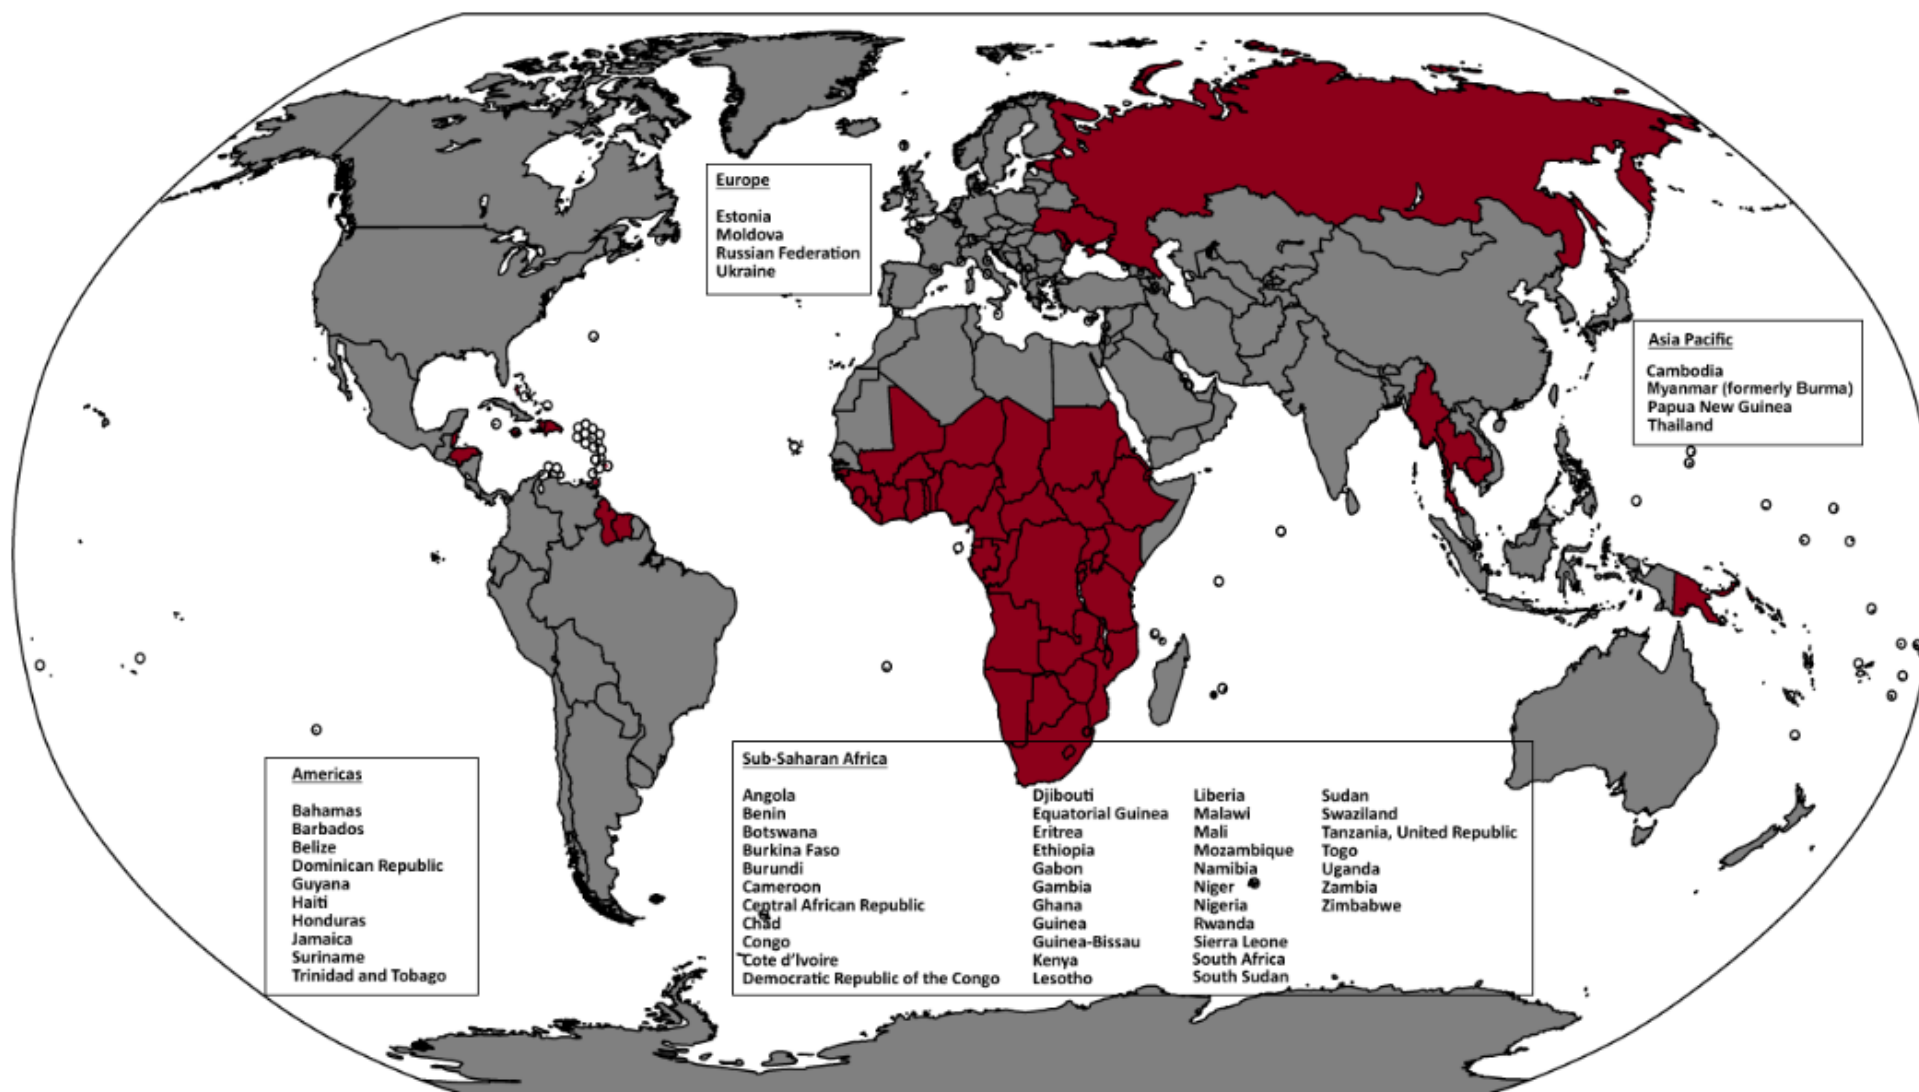 Europe
Estonia
Moldova
Russian Federation
Ukraine
Asia Pacific
Cambodia
Myanmar (formerly Burma)
Papua New Guinea
Thailand
Americas
Bahamas
Barbados
Belize
Dominican Republic
Guyana
Haiti
Honduras
Jamaica
Suriname
Trinidad and Tobago
Sub-Saharan Africa
Angola
Benin
Botswana
Burkina Faso
Burundi
Cameroon
Central African Republic
Chad
Congo
Cote d'Ivoire
Democratic Republic of the Congo
Djibouti
Equatorial Guinea
Eritrea
Ethiopia
Gabon
Gambia
Ghana
Guinea
Guinea-Bissau
Kenya
Lesotho
Liberia
Malawi
Mali
Mozambique
Namibia
Niger
Nigeria
Rwanda
Sierra Leone
South Africa
South Sudan
Sudan
Swaziland
Tanzania, United Republic
Togo
Uganda
Zambia
Zimbabwe